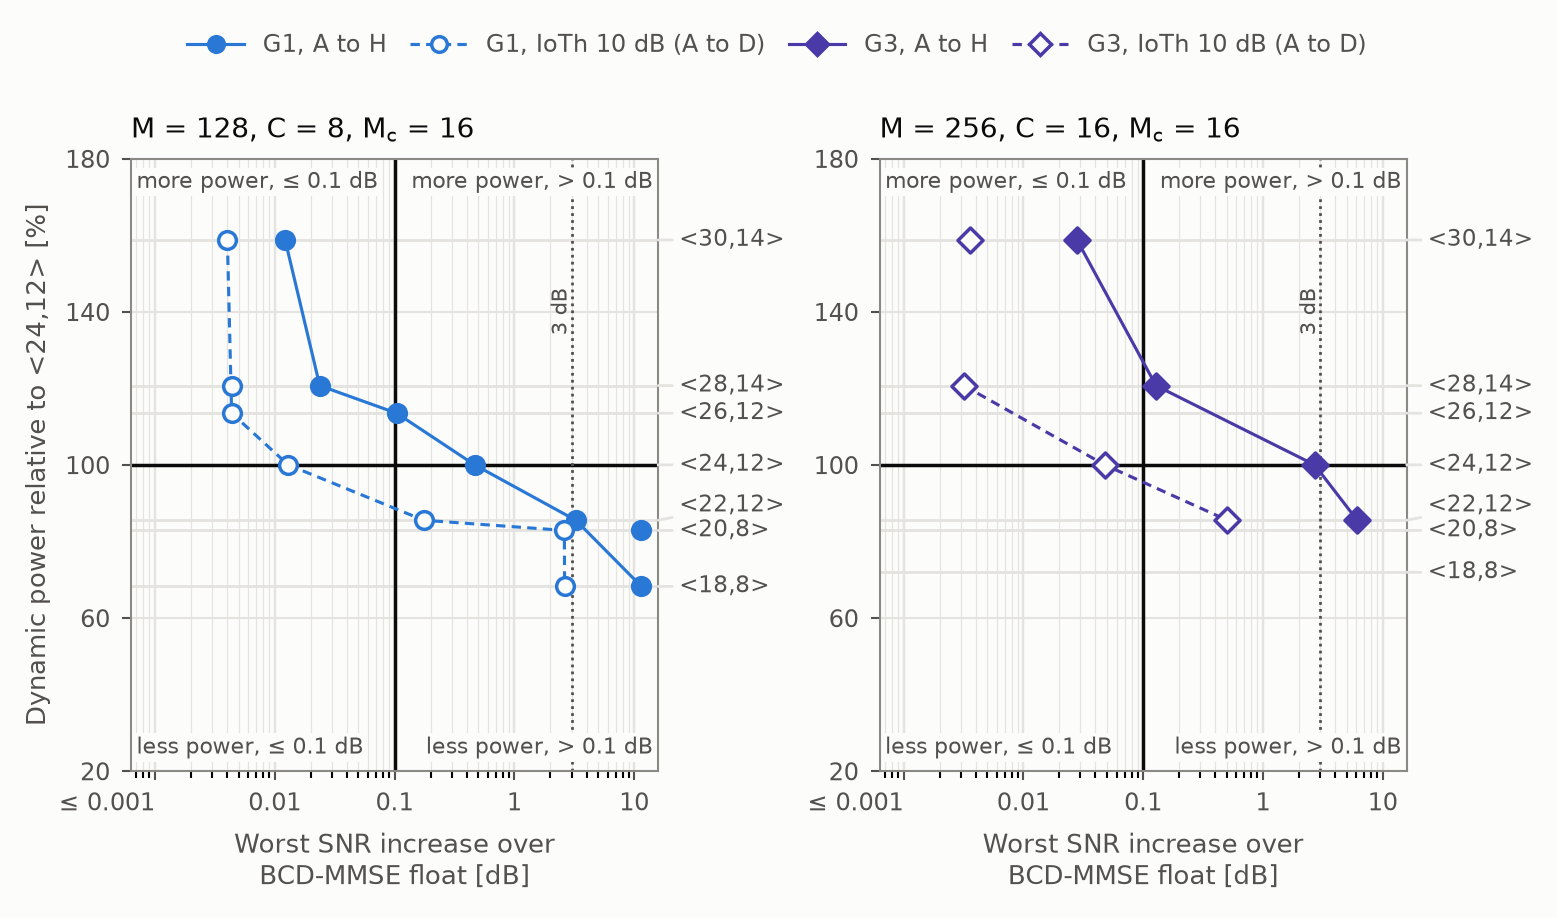 G1, A to H G1, IoTh 10 dB (A to D) G3, A to H G3, IoTh 10 dB (A to D)
M = 128, C = 8, Mc = 16
Dynamic power relative to <24,12> [%]
180
140
100
60
20
more power, ≤ 0.1 dB more power, > 0.1 dB
3 dB
less power, ≤ 0.1 dB less power, > 0.1 dB
<30,14>
<28,14>
<26,12>
<24,12>
<22,12>
<20,8>
<18,8>
≤ 0.001 0.01 0.1 1 10
Worst SNR increase over
BCD-MMSE float [dB]
M = 256, C = 16, Mc = 16
180
140
100
60
20
more power, ≤ 0.1 dB more power, > 0.1 dB
3 dB
less power, ≤ 0.1 dB less power, > 0.1 dB
<30,14>
<28,14>
<26,12>
<24,12>
<22,12>
<20,8>
<18,8>
≤ 0.001 0.01 0.1 1 10
Worst SNR increase over
BCD-MMSE float [dB]